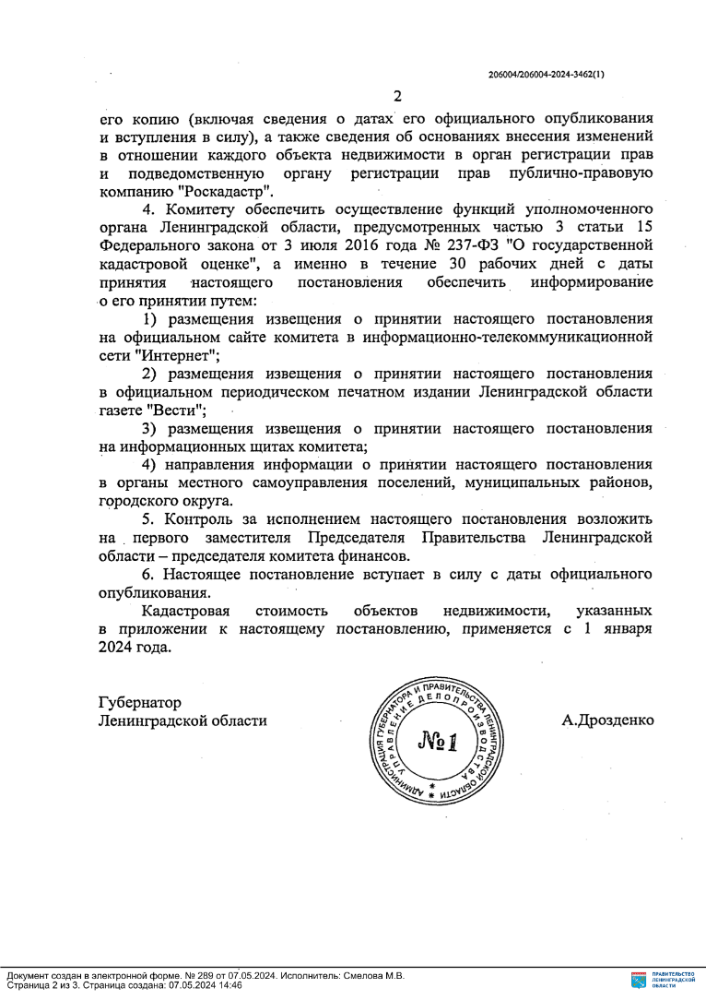 206004/206004-2024-3462(1)
2
его копию (включая сведения о датах его официального опубликования
и вступления в силу), а также сведения об основаниях внесения изменений
в отношении каждого объекта недвижимости в орган регистрации прав
и подведомственную органу регистрации прав публично-правовую
компанию "Роскадастр".
4. Комитету обеспечить осуществление функций уполномоченного
органа Ленинградской области, предусмотренных частью 3 статьи 15
Федерального закона от 3 июля 2016 года № 237-ФЗ "О государственной
кадастровой оценке", а именно в течение 30 рабочих дней с даты
принятия настоящего постановления обеспечить информирование
о его принятии путем:
1) размещения извещения о принятии настоящего постановления
на официальном сайте комитета в информационно-телекоммуникационной
сети "Интернет";
2) размещения извещения о принятии настоящего постановления
в официальном периодическом печатном издании Ленинградской области
газете "Вести";
3) размещения извещения о принятии настоящего постановления
на информационных щитах комитета;
4) направления информации о принятии настоящего постановления
в органы местного самоуправления поселений, муниципальных районов,
городского округа.
5. Контроль за исполнением настоящего постановления возложить
на первого заместителя Председателя Правительства Ленинградской
области – председателя комитета финансов.
6. Настоящее постановление вступает в силу с даты официального
опубликования.
Кадастровая стоимость объектов недвижимости, указанных
в приложении к настоящему постановлению, применяется с 1 января
2024 года.
Губернатор
Ленинградской области
А.Дрозденко
АДМИНИСТРАЦИЯ ГУБЕРНАТОРА И ПРАВИТЕЛЬСТВА ЛЕНИНГРАДСКОЙ ОБЛАСТИ
УПРАВЛЕНИЕ ДЕЛОПРОИЗВОДСТВА
№1
Документ создан в электронной форме. № 289 от 07.05.2024. Исполнитель: Смелова М.В.
Страница 2 из 3. Страница создана: 07.05.2024 14:46
ПРАВИТЕЛЬСТВО
ЛЕНИНГРАДСКОЙ
ОБЛАСТИ